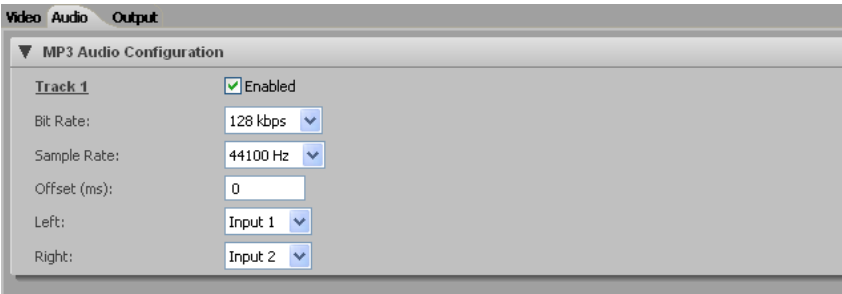 Video Audio Output
MP3 Audio Configuration
Track 1 Enabled
Bit Rate: 128 kbps
Sample Rate: 44100 Hz
Offset (ms): 0
Left: Input 1
Right: Input 2